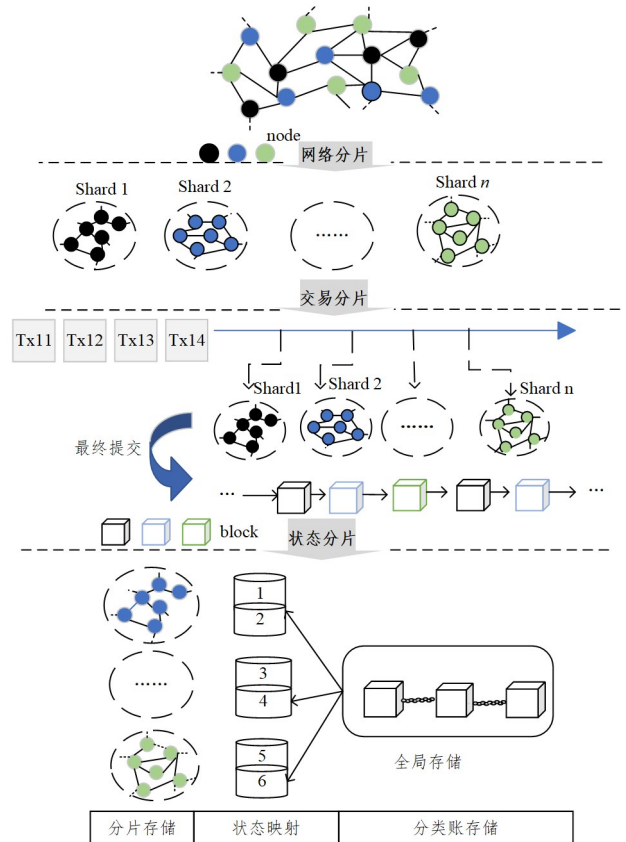 node
网络分片
Shard 1
Shard 2
Shard n
……
交易分片
Tx11 Tx12 Tx13 Tx14
Shard1
Shard 2
Shard n
……
最终提交
…
…
block
状态分片
1
2
……
3
4
5
6
全局存储
分片存储 状态映射 分类账存储